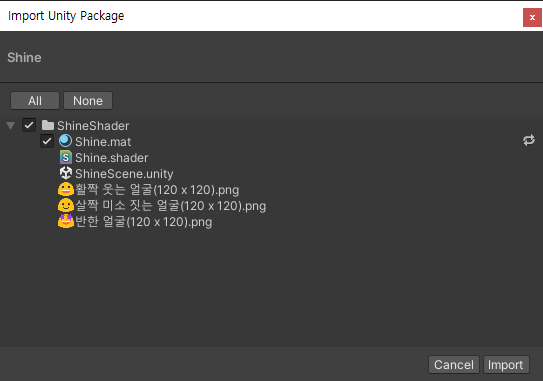 Import Unity Package
x
Shine
All
None
ShineShader
Shine.mat
Shine.shader
ShineScene.unity
활짝 웃는 얼굴(120 x 120).png
살짝 미소 짓는 얼굴(120 x 120).png
반한 얼굴(120 x 120).png
Cancel
Import